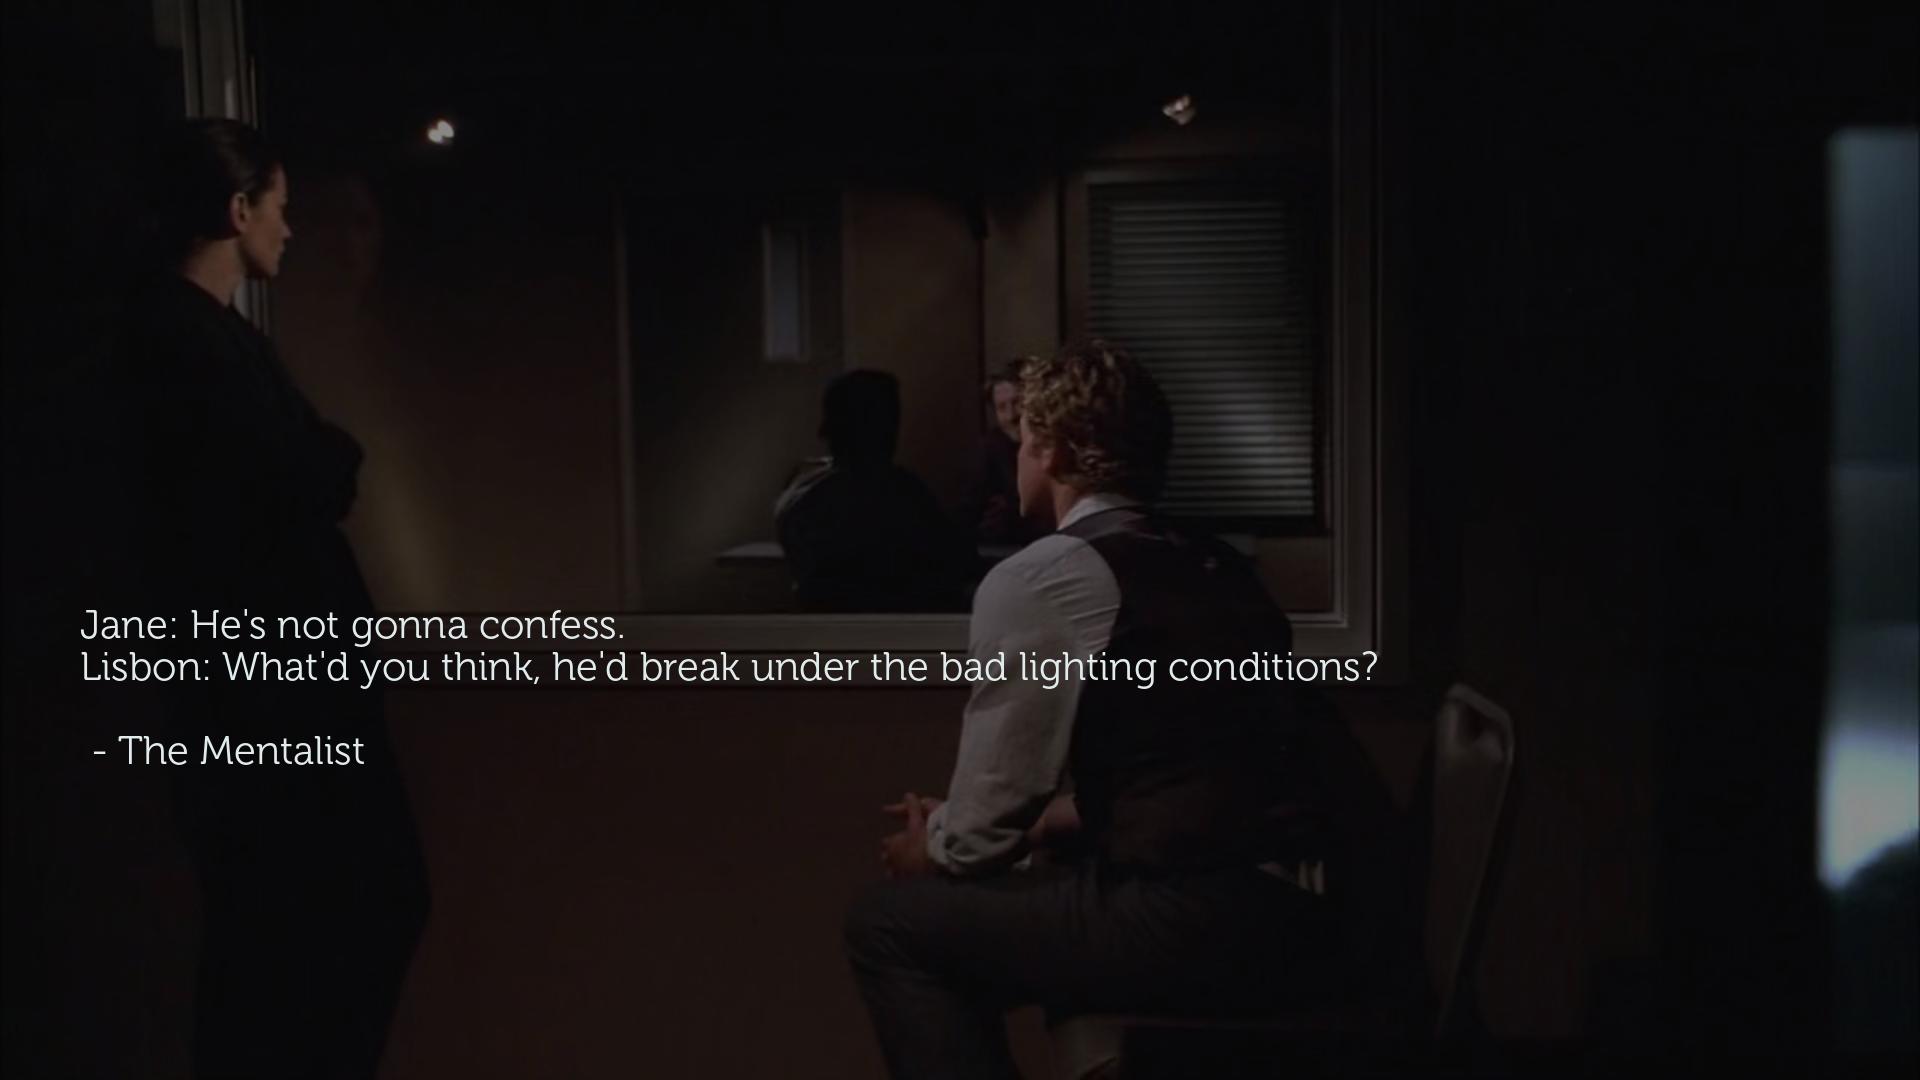 Jane: He's not gonna confess.
Lisbon: What'd you think, he'd break under the bad lighting conditions?
- The Mentalist